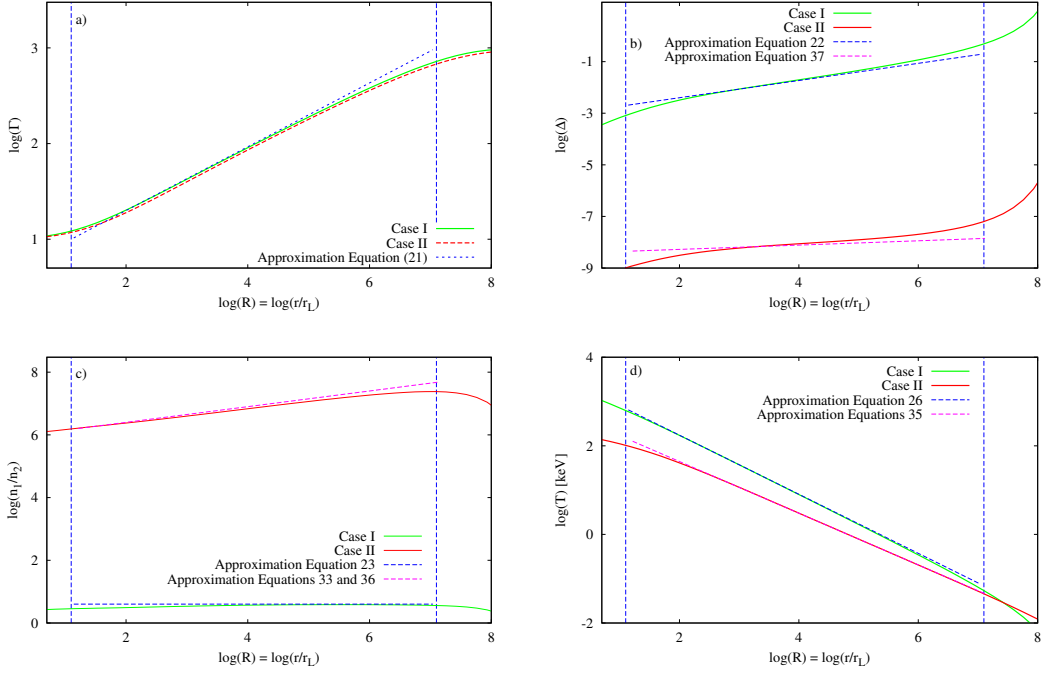 a)
3
2
1
log(Γ)
Case I
Case II
Approximation Equation (21)
2 4 6 8
log(R) = log(r/r_L)
b)
-1
-3
-5
-7
-9
log(Δ)
Case I
Case II
Approximation Equation 22
Approximation Equation 37
2 4 6 8
log(R) = log(r/r_L)
c)
8
6
4
2
0
log(n_1/n_2)
Case I
Case II
Approximation Equation 23
Approximation Equations 33 and 36
2 4 6 8
log(R) = log(r/r_L)
d)
4
2
0
-2
log(T) [keV]
Case I
Case II
Approximation Equation 26
Approximation Equations 35
2 4 6 8
log(R) = log(r/r_L)